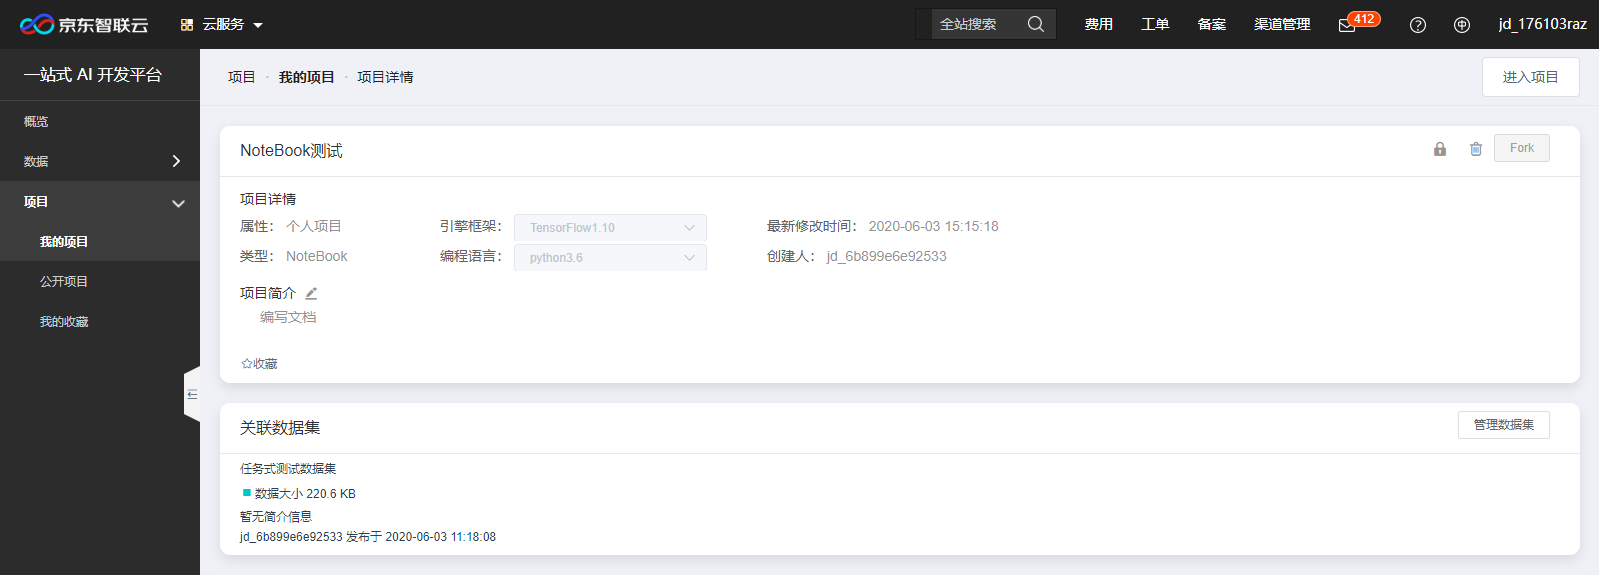 京东智联云 云服务 全站搜索 费用 工单 备案 渠道管理 412 jd_176103raz
一站式 AI 开发平台
概览
数据
项目
我的项目
公开项目
我的收藏
项目 · 我的项目 · 项目详情 进入项目
NoteBook测试 Fork
项目详情
属性： 个人项目 引擎框架： TensorFlow1.10 最新修改时间： 2020-06-03 15:15:18
类型： NoteBook 编程语言： python3.6 创建人： jd_6b899e6e92533
项目简介
编写文档
收藏
关联数据集 管理数据集
任务式测试数据集
数据大小 220.6 KB
暂无简介信息
jd_6b899e6e92533 发布于 2020-06-03 11:18:08